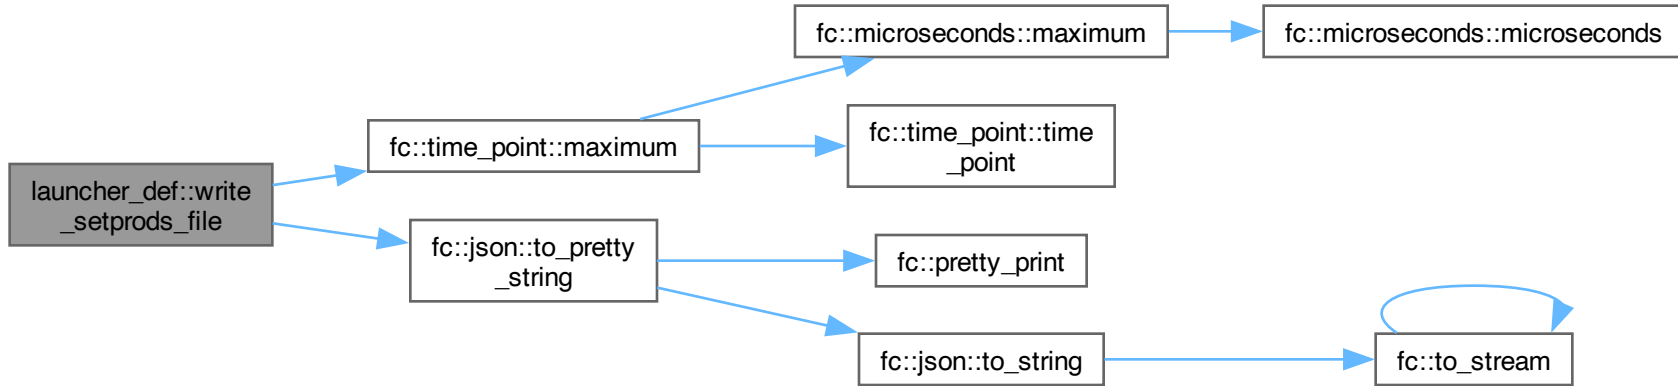 fc::microseconds::maximum
fc::microseconds::microseconds
fc::time_point::time
_point
fc::time_point::maximum
launcher_def::write
_setprods_file
fc::json::to_pretty
_string
fc::pretty_print
fc::json::to_string
fc::to_stream